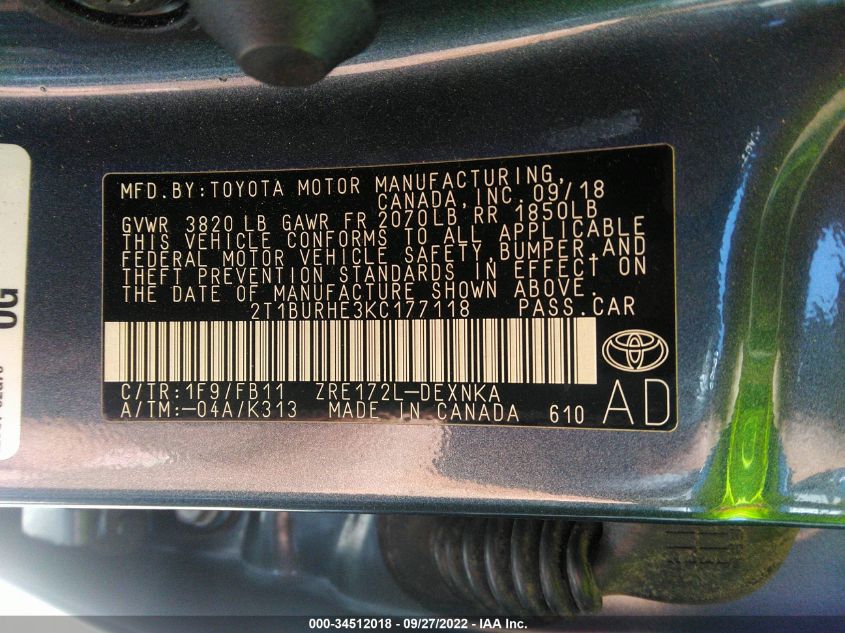 MFD.BY:TOYOTA MOTOR MANUFACTURING,
CANADA,INC. 09/18
GVWR 3820 LB GAWR FR 2070LB RR 1850LB
THIS VEHICLE CONFORMS TO ALL APPLICABLE
FEDERAL MOTOR VEHICLE SAFETY,BUMPER,AND
THEFT PREVENTION STANDARDS IN EFFECT ON
THE DATE OF MANUFACTURE SHOWN ABOVE.
2T1BURHE3KC177118 PASS.CAR
C/TR:1F9/FB11 ZRE172L-DEXNKA
A/TM:-04A/K313 MADE IN CANADA 610
AD
OG
000-34512018 - 09/27/2022 - IAA Inc.